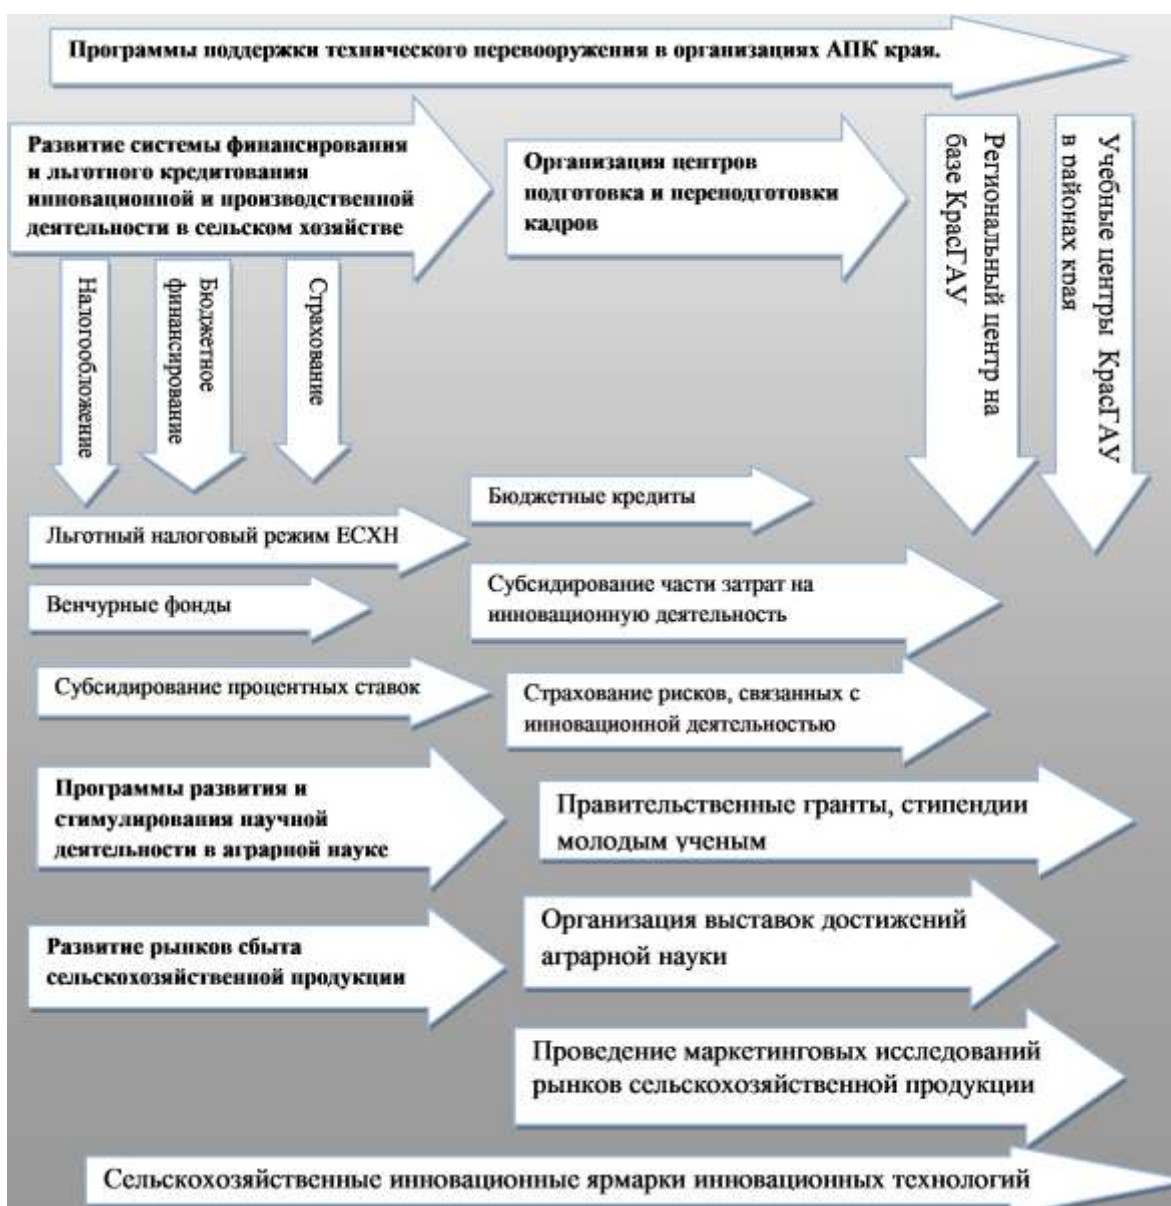 Программы поддержки технического перевооружения в организациях АПК края.
Развитие системы финансирования
и льготного кредитования
инновационной и производственной
деятельности в сельском хозяйстве
Организация центров
подготовка и переподготовки
кадров
Региональный центр на
базе КрасГАУ
Учебные центры КрасГАУ
в районах края
Налогообложение
Бюджетное
финансирование
Страхование
Бюджетные кредиты
Льготный налоговый режим ЕСХН
Субсидирование части затрат на
инновационную деятельность
Венчурные фонды
Субсидирование процентных ставок
Страхование рисков, связанных с
инновационной деятельностью
Программы развития и
стимулирования научной
деятельности в аграрной науке
Правительственные гранты, стипендии
молодым ученым
Организация выставок достижений
аграрной науки
Развитие рынков сбыта
сельскохозяйственной продукции
Проведение маркетинговых исследований
рынков сельскохозяйственной продукции
Сельскохозяйственные инновационные ярмарки инновационных технологий